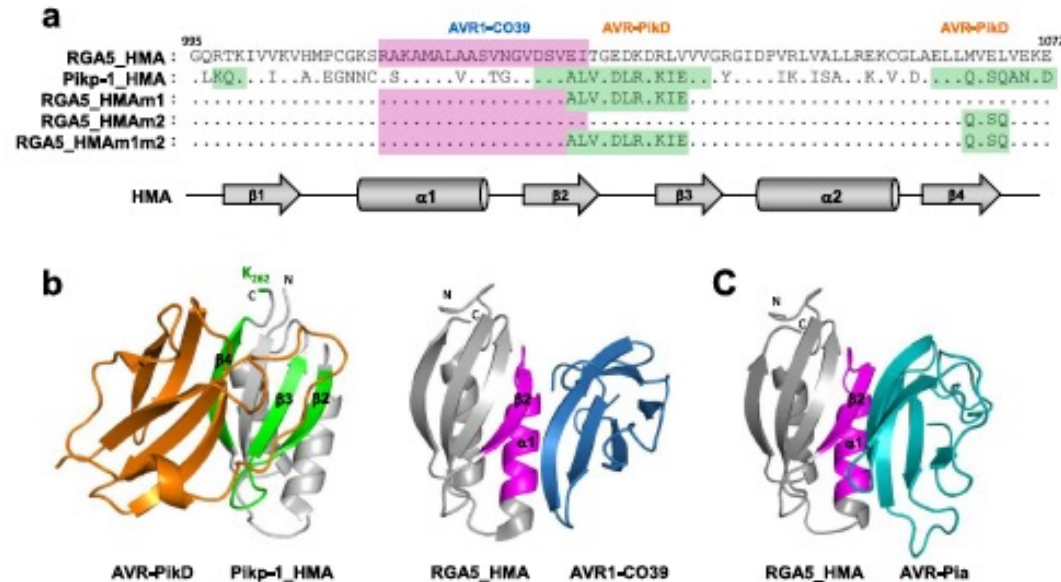 a
AVR1-CO39 AVR-PikD AVR-PikD
995 1072
RGA5_HMA : GQRTKIVVKVHMPCGKSRAKAMALAASVNGVDSVEITGEDKDRLVVVGRGIDPVRLVALLREKCGLAELLMVELVEKE
Pikp-1_HMA : .LKQ....I.A.EGNNC.S.....V..TG.....ALV.DLR.KIE...Y....IK.ISA.K.V..D....Q.SQAN.D
RGA5_HMAm1 : ..................................ALV.DLR.KIE.................................
RGA5_HMAm2 : ......................................................................Q.SQ....
RGA5_HMAm1m2 : ..................................ALV.DLR.KIE.........................Q.SQ....
HMA β1 α1 β2 β3 α2 β4
b C
K262 N C β4 β3 β2
N C β2 α1
N C β2 α1
AVR-PikD Pikp-1_HMA RGA5_HMA AVR1-CO39 RGA5_HMA AVR-Pia